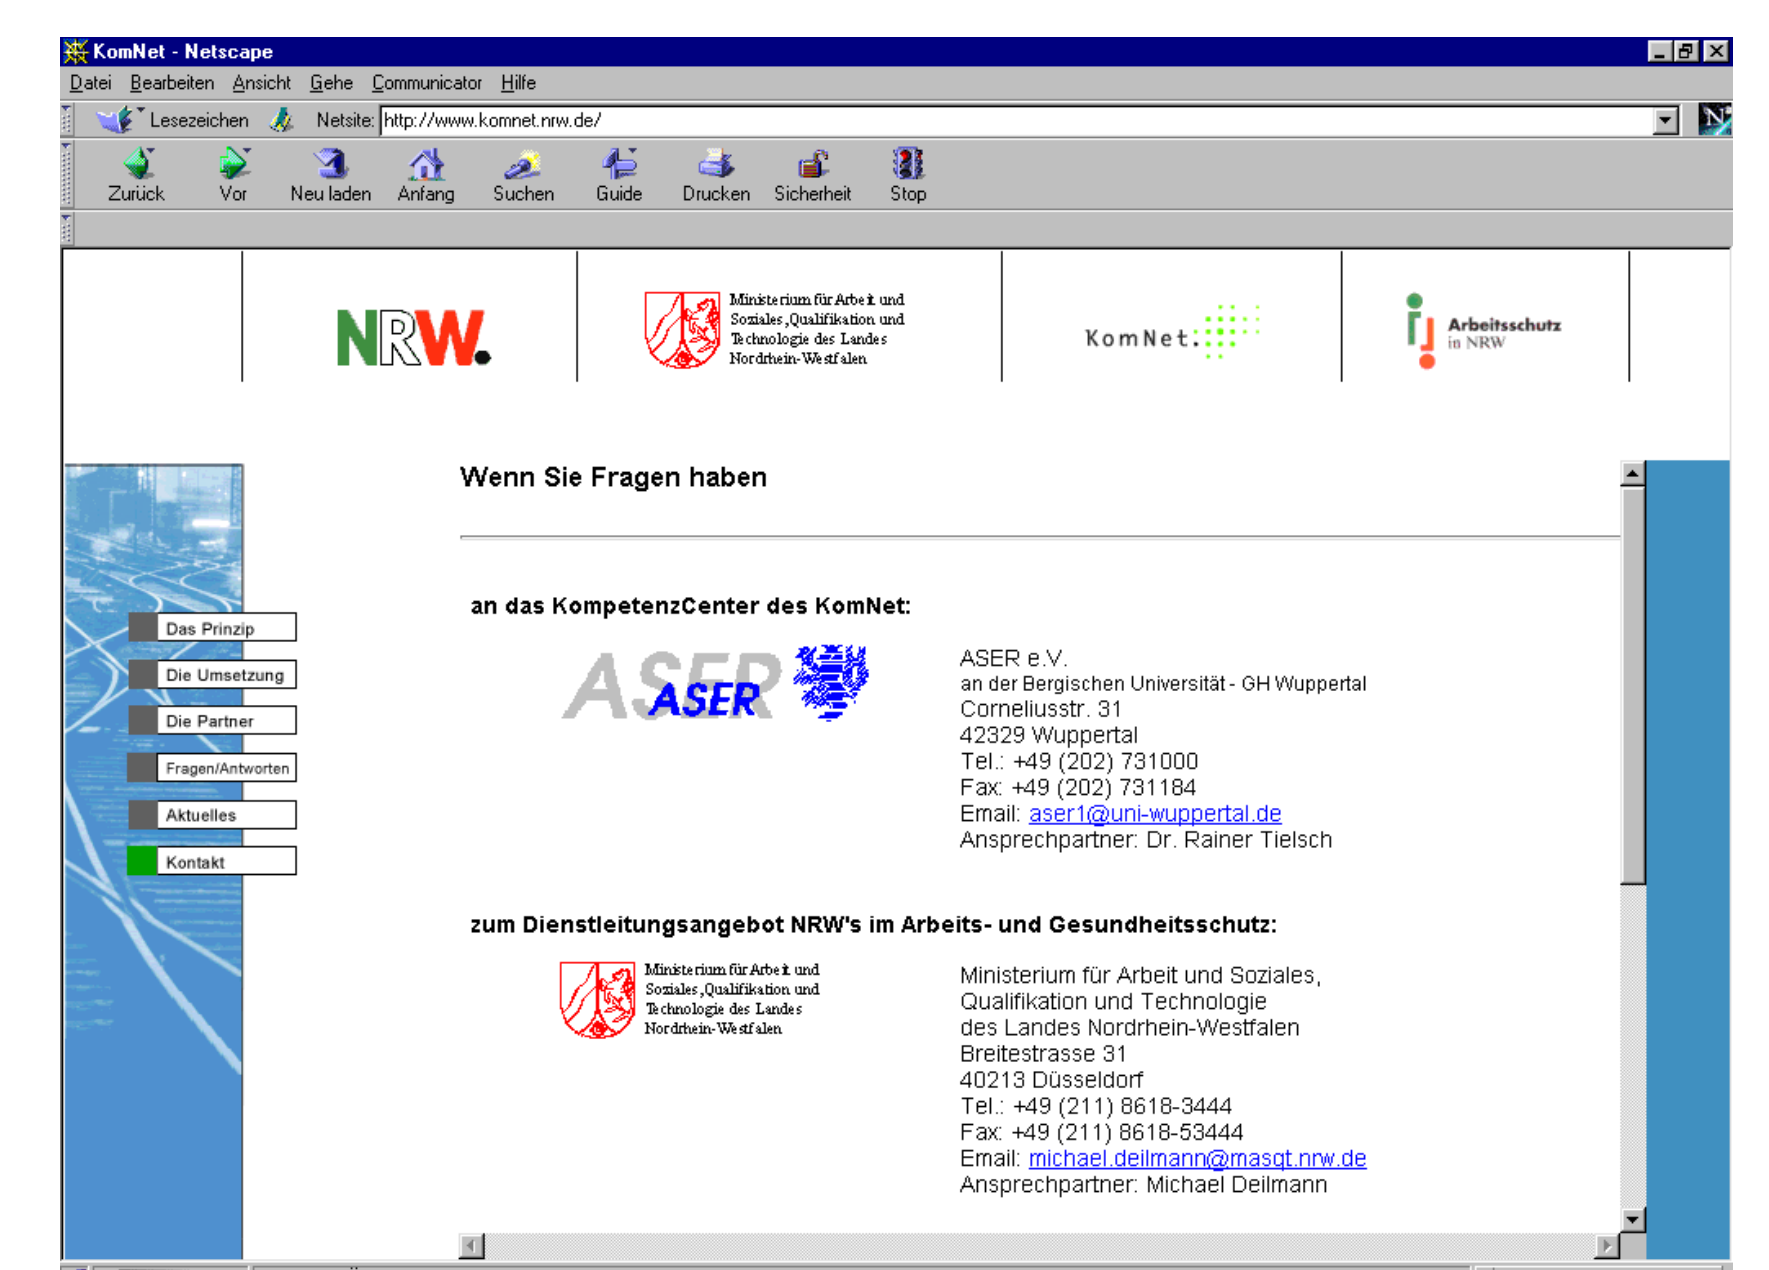 KomNet - Netscape
Datei Bearbeiten Ansicht Gehe Communicator Hilfe
Lesezeichen Netsite: http://www.komnet.nrw.de/
N
Zurück Vor Neu laden Anfang Suchen Guide Drucken Sicherheit Stop
NRW.
Ministerium für Arbeit und
Soziales, Qualifikation und
Technologie des Landes
Nordrhein-Westfalen
KomNet:
Arbeitsschutz
in NRW
Wenn Sie Fragen haben
Das Prinzip
Die Umsetzung
Die Partner
Fragen/Antworten
Aktuelles
Kontakt
an das KompetenzCenter des KomNet:
ASER
ASER
ASER e.V.
an der Bergischen Universität - GH Wuppertal
Corneliusstr. 31
42329 Wuppertal
Tel.: +49 (202) 731000
Fax: +49 (202) 731184
Email: aser1@uni-wuppertal.de
Ansprechpartner: Dr. Rainer Tielsch
zum Dienstleitungsangebot NRW's im Arbeits- und Gesundheitsschutz:
Ministerium für Arbeit und
Soziales, Qualifikation und
Technologie des Landes
Nordrhein-Westfalen
Ministerium für Arbeit und Soziales,
Qualifikation und Technologie
des Landes Nordrhein-Westfalen
Breitestrasse 31
40213 Düsseldorf
Tel.: +49 (211) 8618-3444
Fax: +49 (211) 8618-53444
Email: michael.deilmann@masqt.nrw.de
Ansprechpartner: Michael Deilmann